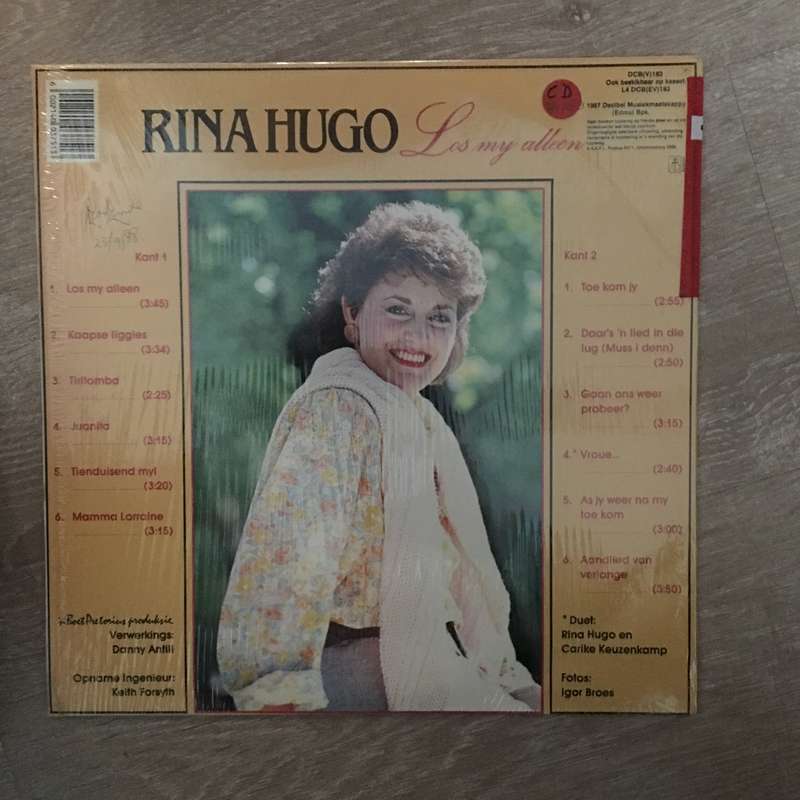 DCB(V)183
Ook beskikbaar op kasset
L4 DCB(EV)183
CD
1987 Decibel Musiekmaatskappy
(Edms) Bpk.
RINA HUGO Los my alleen
Kant 1
1. Los my alleen
(3:45)
2. Kaapse liggies
(3:34)
3. Tiritomba
(2:25)
4. Juanita
(3:15)
5. Tienduisend myl
(3:20)
6. Mamma Lorraine
(3:15)
'n Boet Pretorius produksie
Verwerkings:
Danny Antill
Opname Ingenieur:
Keith Forsyth
Kant 2
1. Toe kom jy
(2:55)
2. Daar's 'n lied in die
lug (Muss i denn)
(2:50)
3. Gaan ons weer
probeer?
(3:15)
4.* Vroue...
(2:40)
5. As jy weer na my
toe kom
(3:00)
6. Aandlied van
verlange
(3:50)
* Duet:
Rina Hugo en
Carike Keuzenkamp
Fotos:
Igor Broes